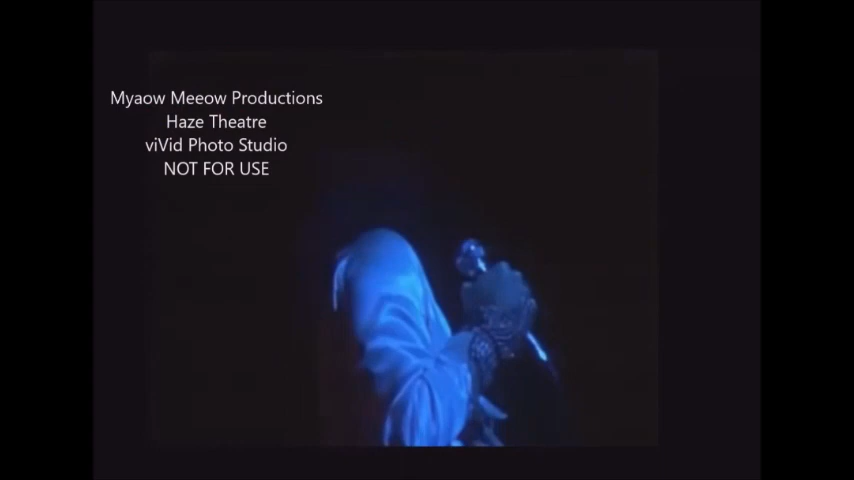 Myaow Meeow Productions
Haze Theatre
viVid Photo Studio
NOT FOR USE